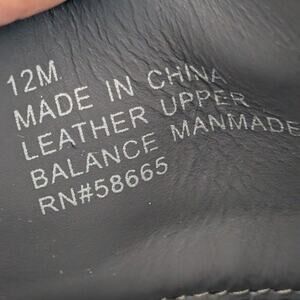 12M
MADE IN CHINA
LEATHER UPPER
BALANCE MANMADE
RN#58665